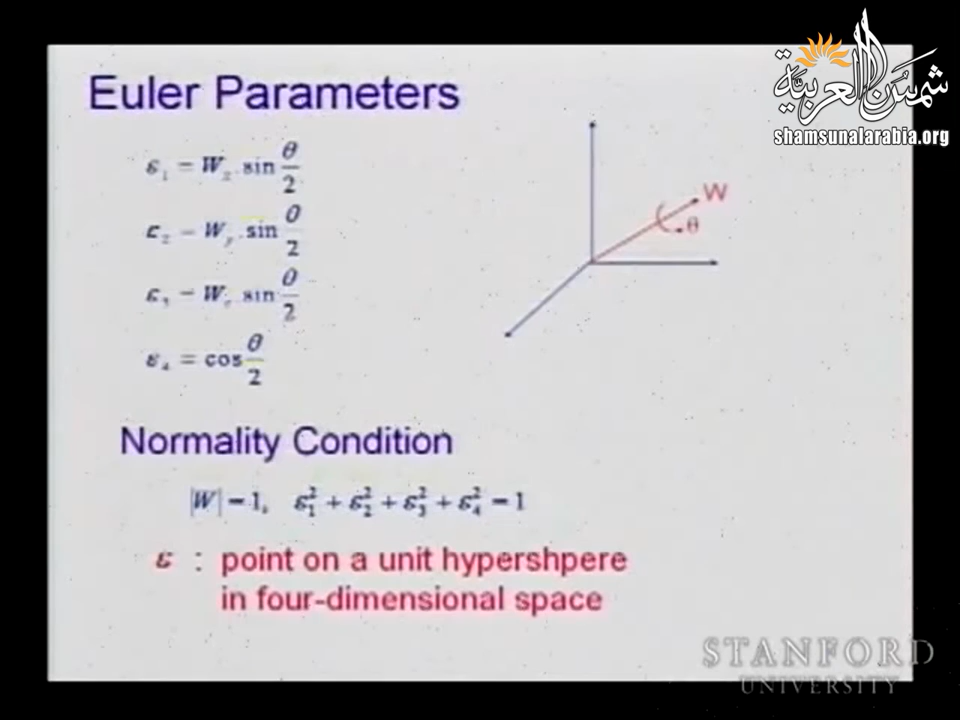 Euler Parameters
شمس العربية
shamsunalarabia.org
ε₁ = Wₓ sin θ/2
ε₂ = W_y sin θ/2
ε₃ = W_z sin θ/2
ε₄ = cos θ/2
W
θ
Normality Condition
|W| = 1, ε₁² + ε₂² + ε₃² + ε₄² = 1
ε : point on a unit hypershpere
in four-dimensional space
STANFORD
UNIVERSITY